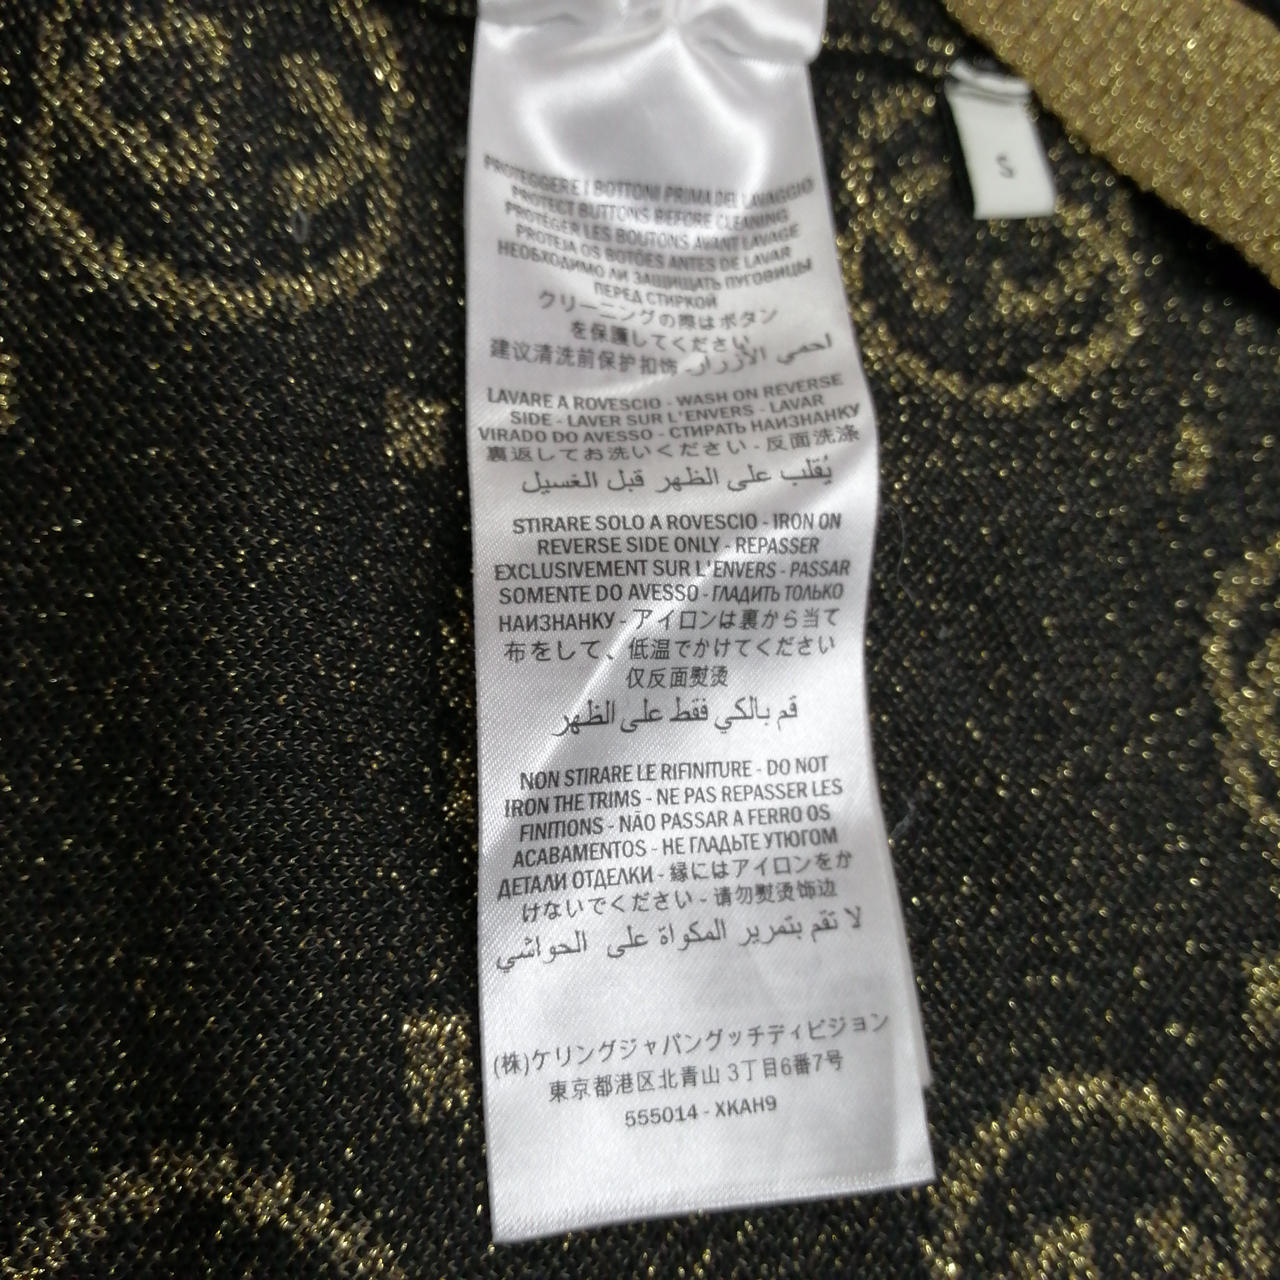 PROTEGGERE I BOTTONI PRIMA DEL LAVAGGIO
PROTECT BUTTONS BEFORE CLEANING
PROTÉGER LES BOUTONS AVANT LAVAGE
PROTEJA OS BOTÕES ANTES DE LAVAR
НЕОБХОДИМО ЛИ ЗАЩИЩАТЬ ПУГОВИЦЫ
ПЕРЕД СТИРКОЙ
クリーニングの際はボタン
を保護してください
建议清洗前保护扣饰 - لحمي الأزرار
LAVARE A ROVESCIO - WASH ON REVERSE
SIDE - LAVER SUR L'ENVERS - LAVAR
VIRADO DO AVESSO - СТИРАТЬ НАИЗНАНКУ
裏返してお洗いください - 反面洗涤
يُقلب على الظهر قبل الغسيل
STIRARE SOLO A ROVESCIO - IRON ON
REVERSE SIDE ONLY - REPASSER
EXCLUSIVEMENT SUR L'ENVERS - PASSAR
SOMENTE DO AVESSO - ГЛАДИТЬ ТОЛЬКО
НАИЗНАНКУ - アイロンは裏から当て
布をして、低温でかけてください
仅反面熨烫
قم بالكي فقط على الظهر
NON STIRARE LE RIFINITURE - DO NOT
IRON THE TRIMS - NE PAS REPASSER LES
FINITIONS - NÃO PASSAR A FERRO OS
ACABAMENTOS - НЕ ГЛАДЬТЕ УТЮГОМ
ДЕТАЛИ ОТДЕЛКИ - 縁にはアイロンをか
けないでください - 请勿熨烫饰边
لا تقم بتمرير المكواة على الحواشي
(株)ケリングジャパングッチディビジョン
東京都港区北青山 3丁目6番7号
555014 - XKAH9
S